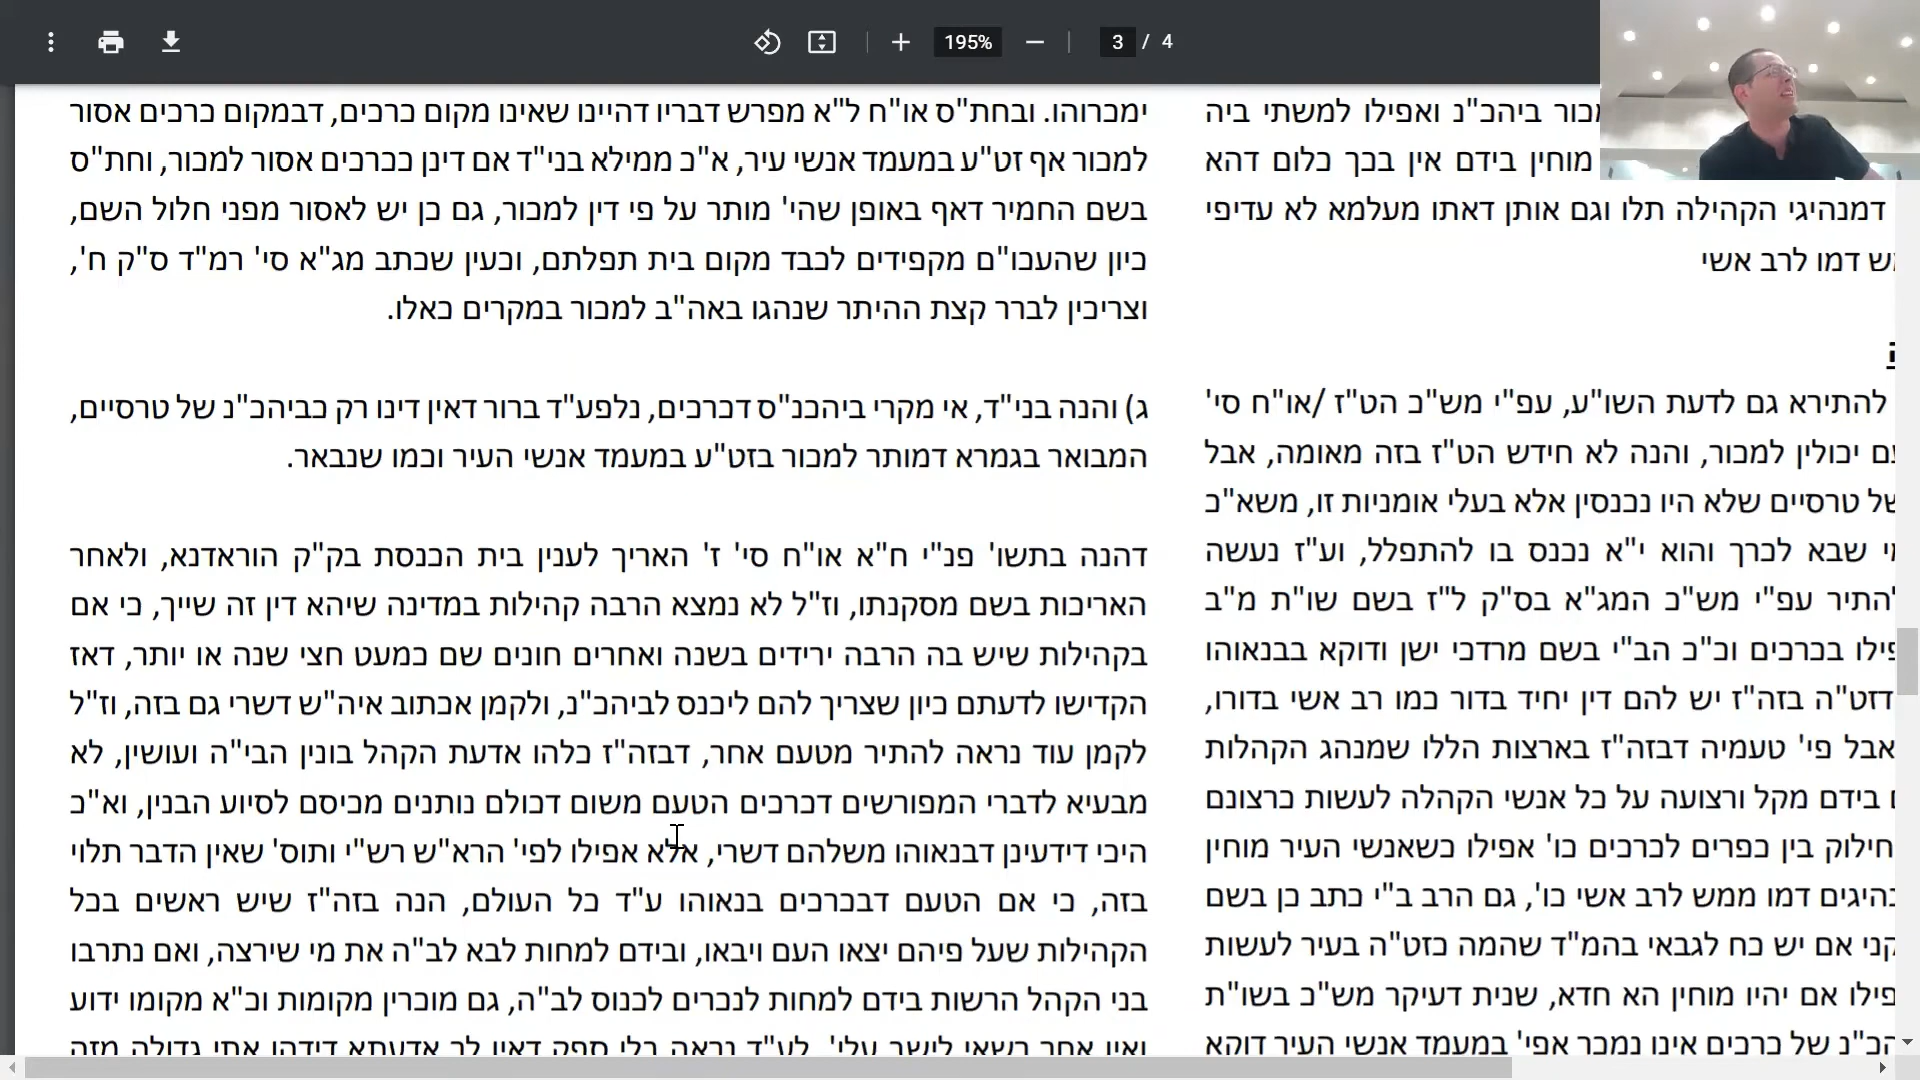 195%
3 / 4
מכור ביהכ"נ ואפילו למשתי ביה
מוחין בידם אין בכך כלום דהא
דמנהיגי הקהילה תלו וגם אותן דאתו מעלמא לא עדיפי
דמו לרב אשי
להתירא גם לדעת השו"ע, עפ"י מש"כ הט"ז /או"ח סי'
יכולין למכור, והנה לא חידש הט"ז בזה מאומה, אבל
של טרסיים שלא היו נכנסין אלא בעלי אומניות זו, משא"כ
שבא לכרך והוא י"א נכנס בו להתפלל, וע"ז נעשה
להתיר עפ"י מש"כ המג"א בס"ק ל"ז בשם שו"ת מ"ב
בכרכים וכ"כ הב"י בשם מרדכי ישן ודוקא בבנאוהו
דזט"ה בזה"ז יש להם דין יחיד בדור כמו רב אשי בדורו,
אבל פי' טעמיה דבזה"ז בארצות הללו שמנהג הקהלות
בידם מקל ורצועה על כל אנשי הקהלה לעשות כרצונם
חילוק בין כפרים לכרכים כו' אפילו כשאנשי העיר מוחין
דמו ממש לרב אשי כו', גם הרב ב"י כתב כן בשם
אם יש כח לגבאי בהמ"ד שהמה כזט"ה בעיר לעשות
אם יהיו מוחין הא חדא, שנית דעיקר מש"כ בשו"ת
של כרכים אינו נמכר אפי' במעמד אנשי העיר דוקא
ימכרוהו. ובחת"ס או"ח ל"א מפרש דבריו דהיינו שאינו מקום כרכים, דבמקום כרכים אסור
למכור אף זט"ע במעמד אנשי עיר, א"כ ממילא בני"ד אם דינן ככרכים אסור למכור, וחת"ס
בשם החמיר דאף באופן שהי' מותר על פי דין למכור, גם כן יש לאסור מפני חלול השם,
כיון שהעכו"ם מקפידים לכבד מקום בית תפלתם, וכעין שכתב מג"א סי' רמ"ד ס"ק ח',
וצריכין לברר קצת ההיתר שנהגו באה"ב למכור במקרים כאלו.
ג) והנה בני"ד, אי מקרי ביהכנ"ס דכרכים, נלפע"ד ברור דאין דינו רק כביהכ"נ של טרסיים,
המבואר בגמרא דמותר למכור בזט"ע במעמד אנשי העיר וכמו שנבאר.
דהנה בתשו' פנ"י ח"א או"ח סי' ז' האריך לענין בית הכנסת בק"ק הוראדנא, ולאחר
האריכות בשם מסקנתו, וז"ל לא נמצא הרבה קהילות במדינה שיהא דין זה שייך, כי אם
בקהילות שיש בה הרבה ירידים בשנה ואחרים חונים שם כמעט חצי שנה או יותר, דאז
הקדישו לדעתם כיון שצריך להם ליכנס לביהכ"נ, ולקמן אכתוב איה"ש דשרי גם בזה, וז"ל
לקמן עוד נראה להתיר מטעם אחר, דבזה"ז כלהו אדעת הקהל בונין הבי"ה ועושין, לא
מבעיא לדברי המפורשים דכרכים הטעם משום דכולם נותנים מכיסם לסיוע הבנין, וא"כ
היכי דידעינן דבנאוהו משלהם דשרי, אלא אפילו לפי' הרא"ש רש"י ותוס' שאין הדבר תלוי
בזה, כי אם הטעם דבכרכים בנאוהו ע"ד כל העולם, הנה בזה"ז שיש ראשים בכל
הקהילות שעל פיהם יצאו העם ויבאו, ובידם למחות לבא לב"ה את מי שירצה, ואם נתרבו
בני הקהל הרשות בידם למחות לנכרים לכנוס לב"ה, גם מוכרין מקומות וכ"א מקומו ידוע
ואין אחר רשאי לישב עלי', לע"ד נראה בלי ספק דאין לך אדעתא דידהו אתי גדולה מזה